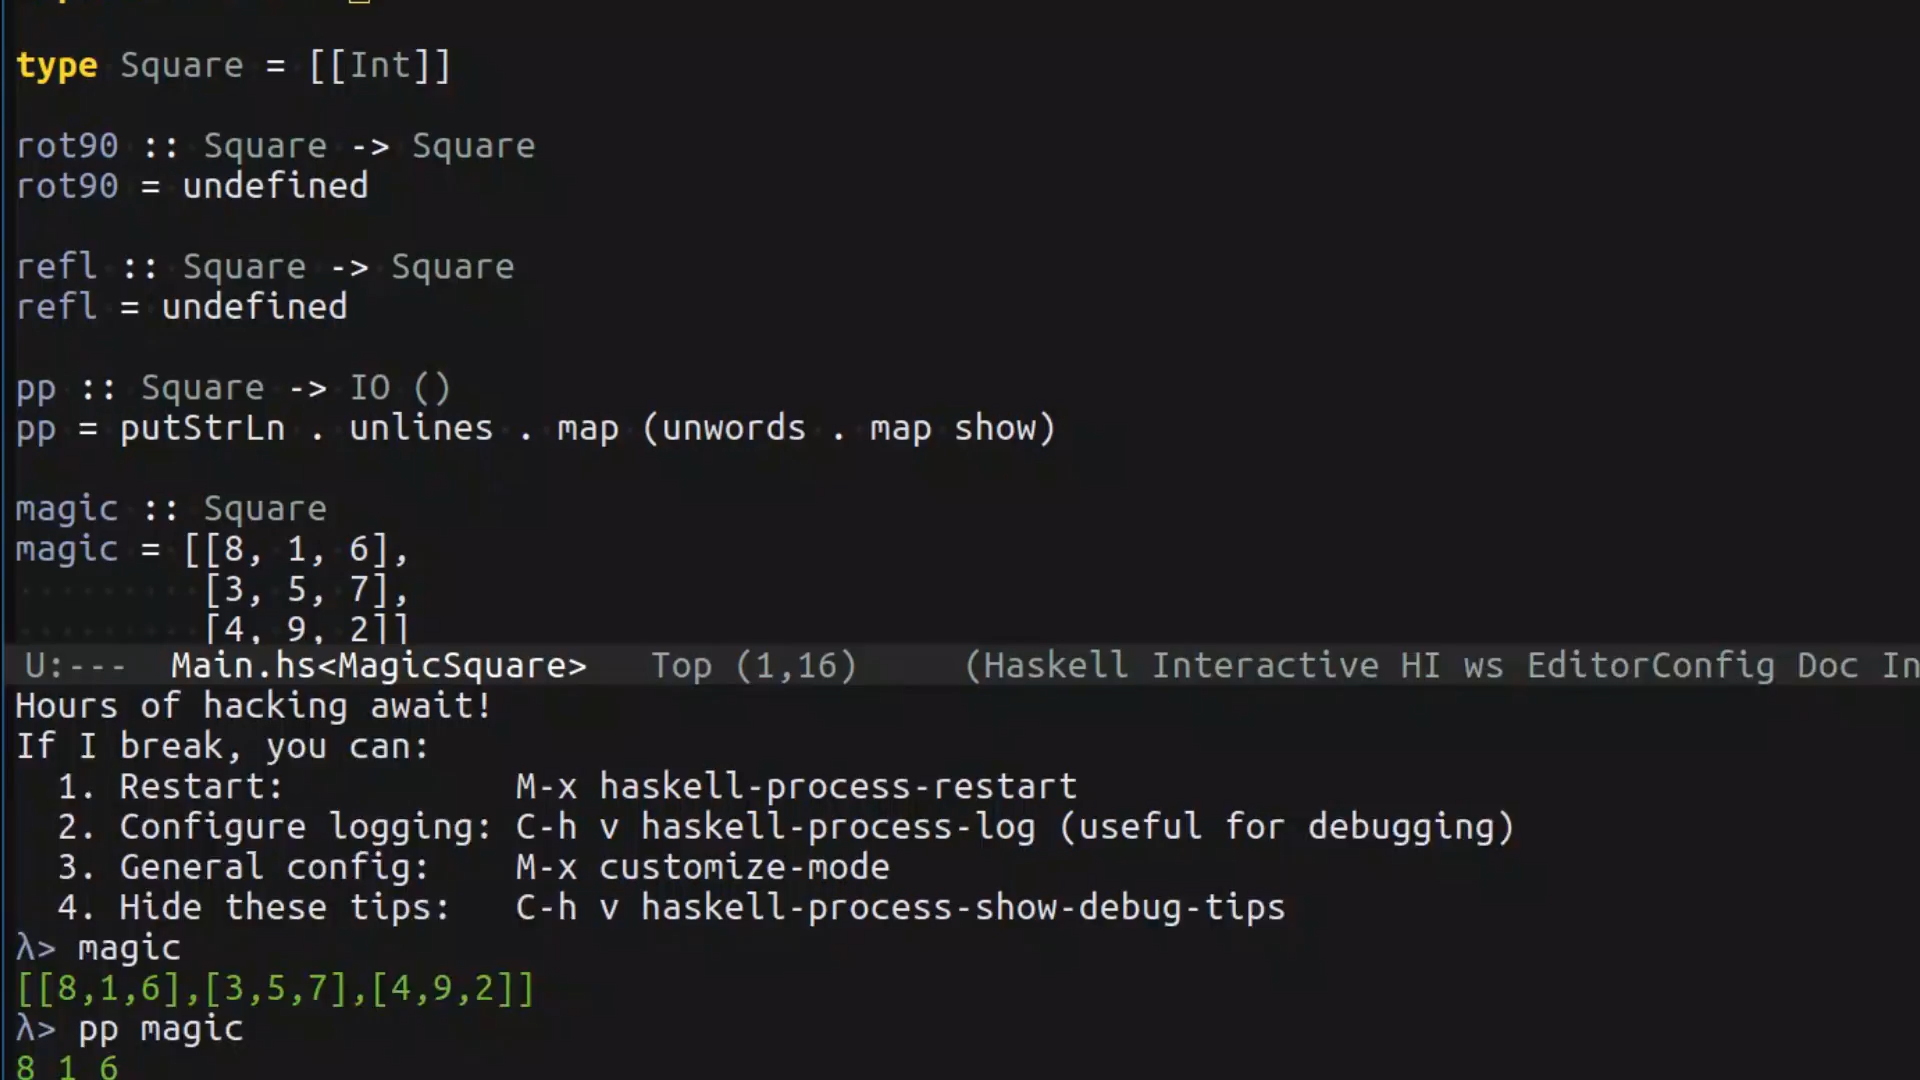 type Square = [[Int]]
rot90 :: Square -> Square
rot90 = undefined
refl :: Square -> Square
refl = undefined
pp :: Square -> IO ()
pp = putStrLn . unlines . map (unwords . map show)
magic :: Square
magic = [[8, 1, 6],
[3, 5, 7],
[4, 9, 2]]
U:--- Main.hs<MagicSquare> Top (1,16) (Haskell Interactive HI ws EditorConfig Doc In
Hours of hacking await!
If I break, you can:
1. Restart: M-x haskell-process-restart
2. Configure logging: C-h v haskell-process-log (useful for debugging)
3. General config: M-x customize-mode
4. Hide these tips: C-h v haskell-process-show-debug-tips
λ> magic
[[8,1,6],[3,5,7],[4,9,2]]
λ> pp magic
8 1 6